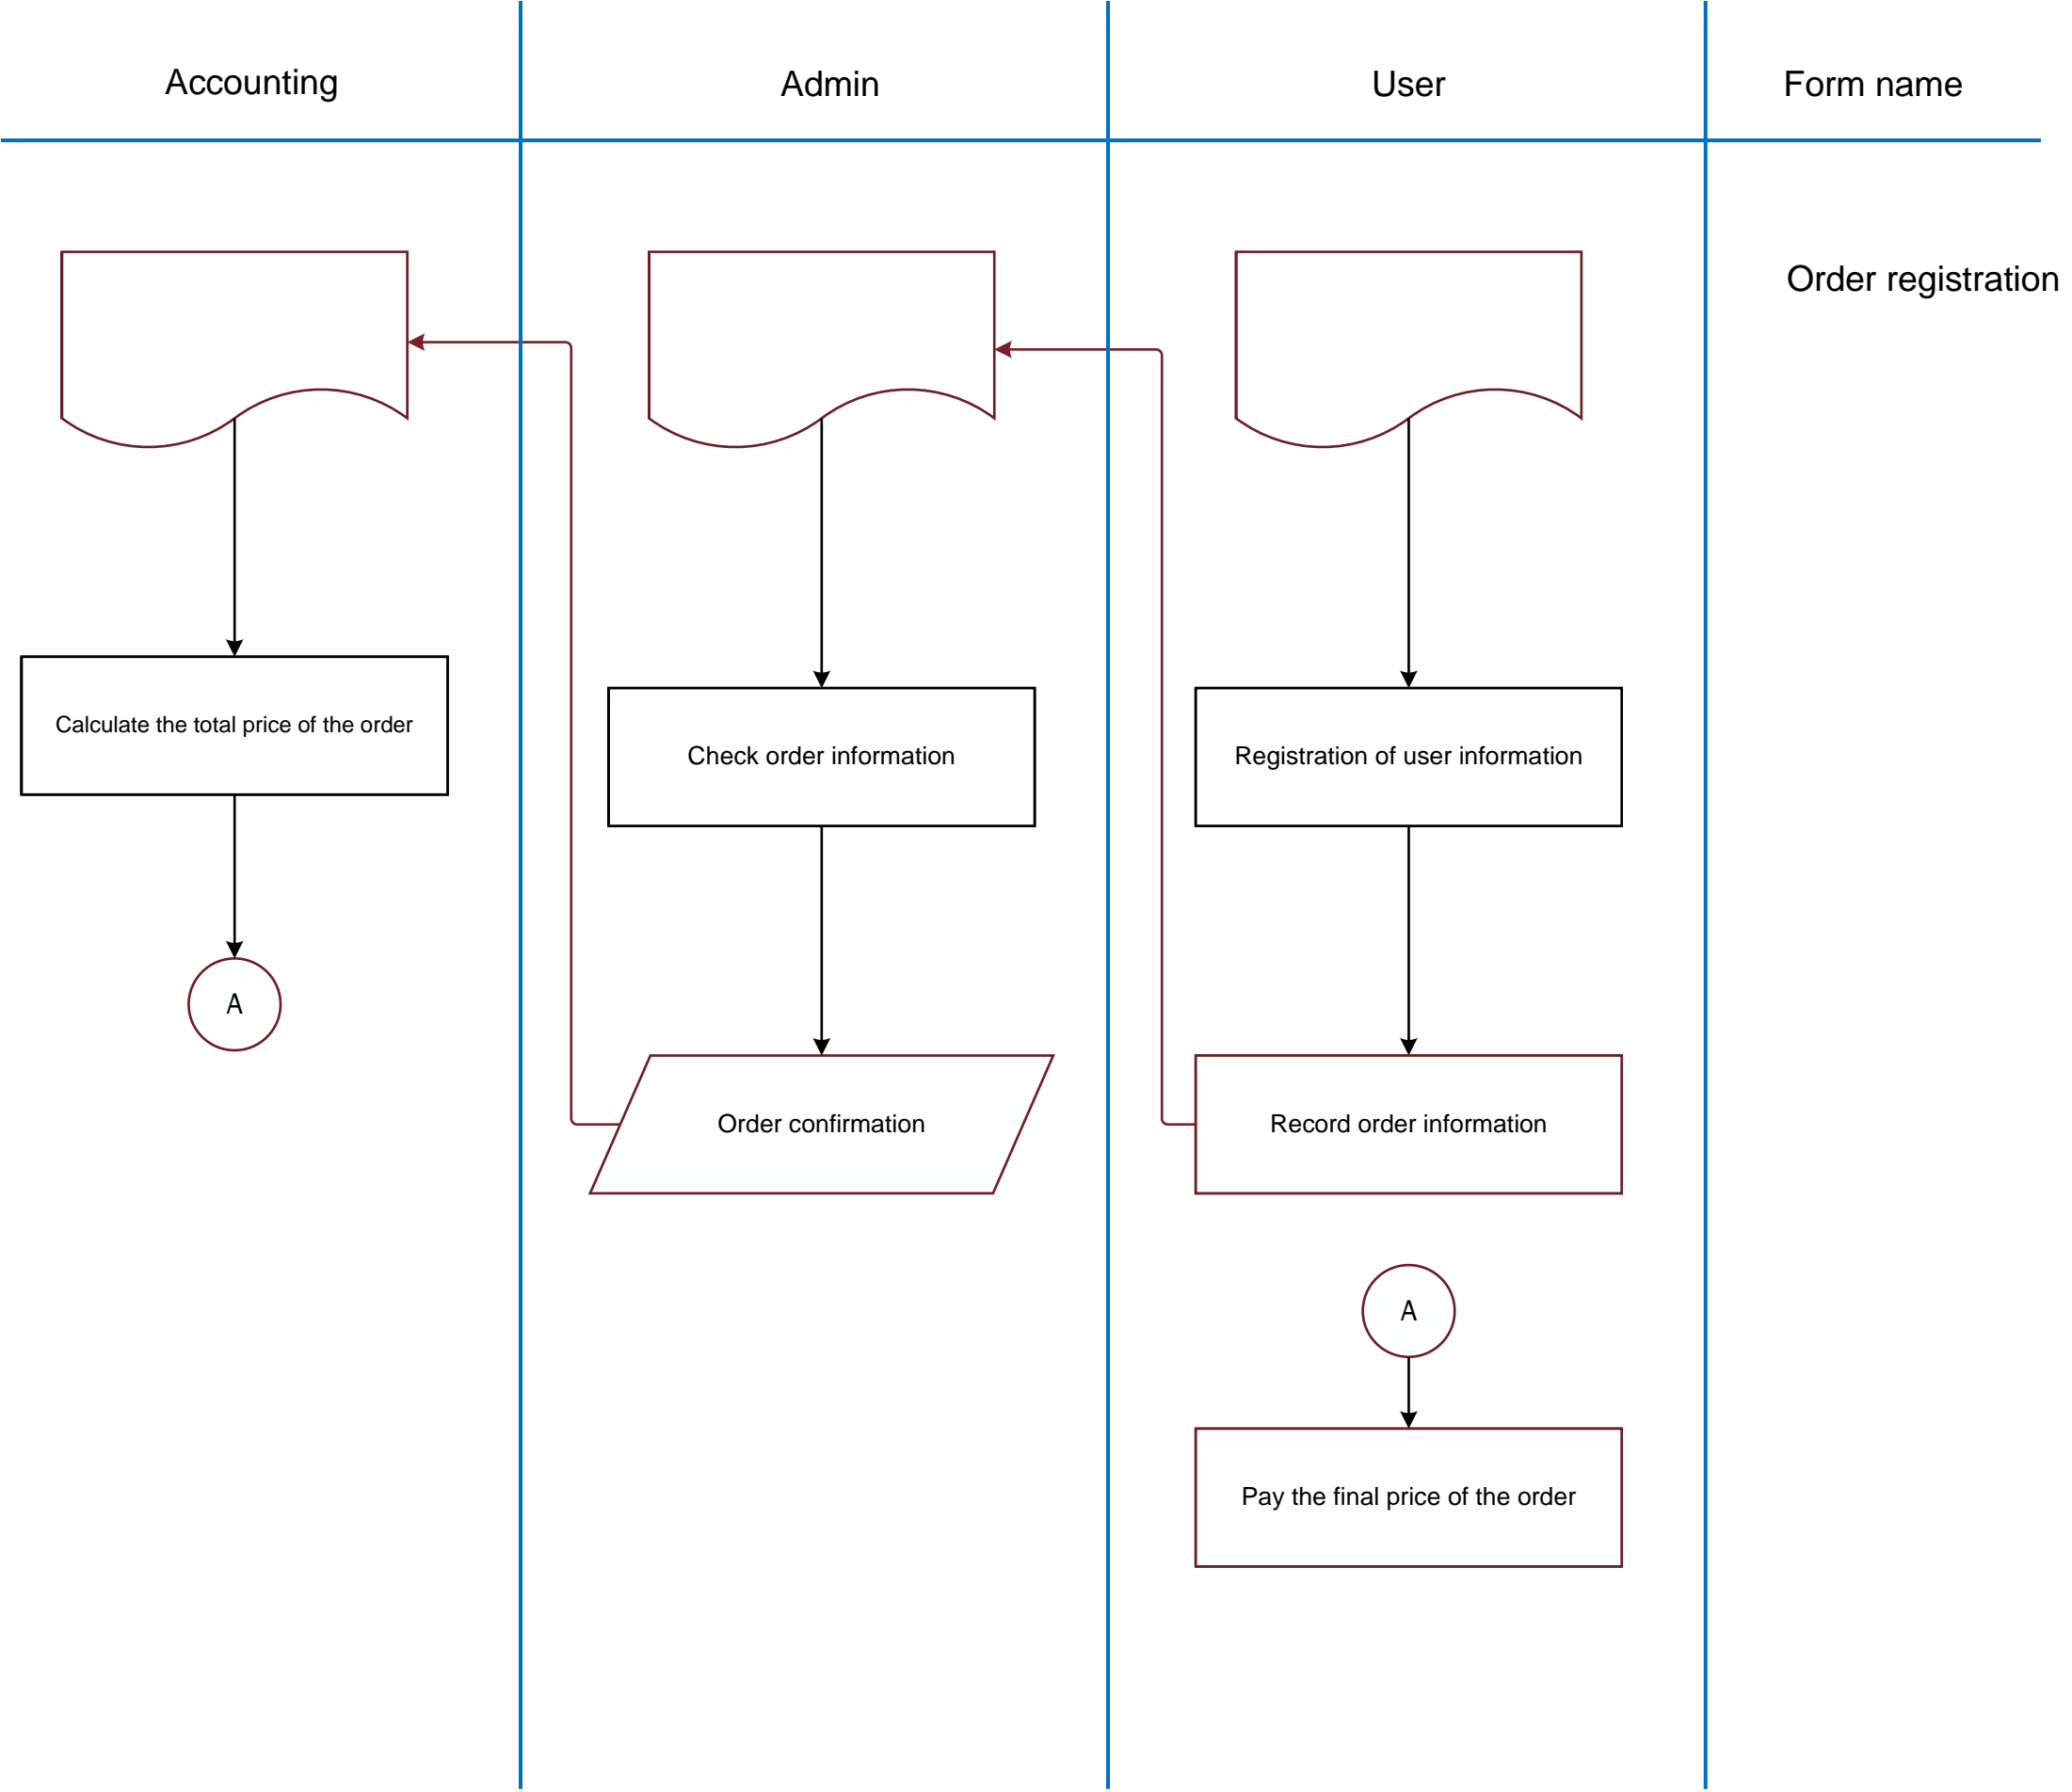 Accounting
Admin
User
Form name
Order registration
Calculate the total price of the order
Check order information
Registration of user information
A
Order confirmation
Record order information
A
Pay the final price of the order